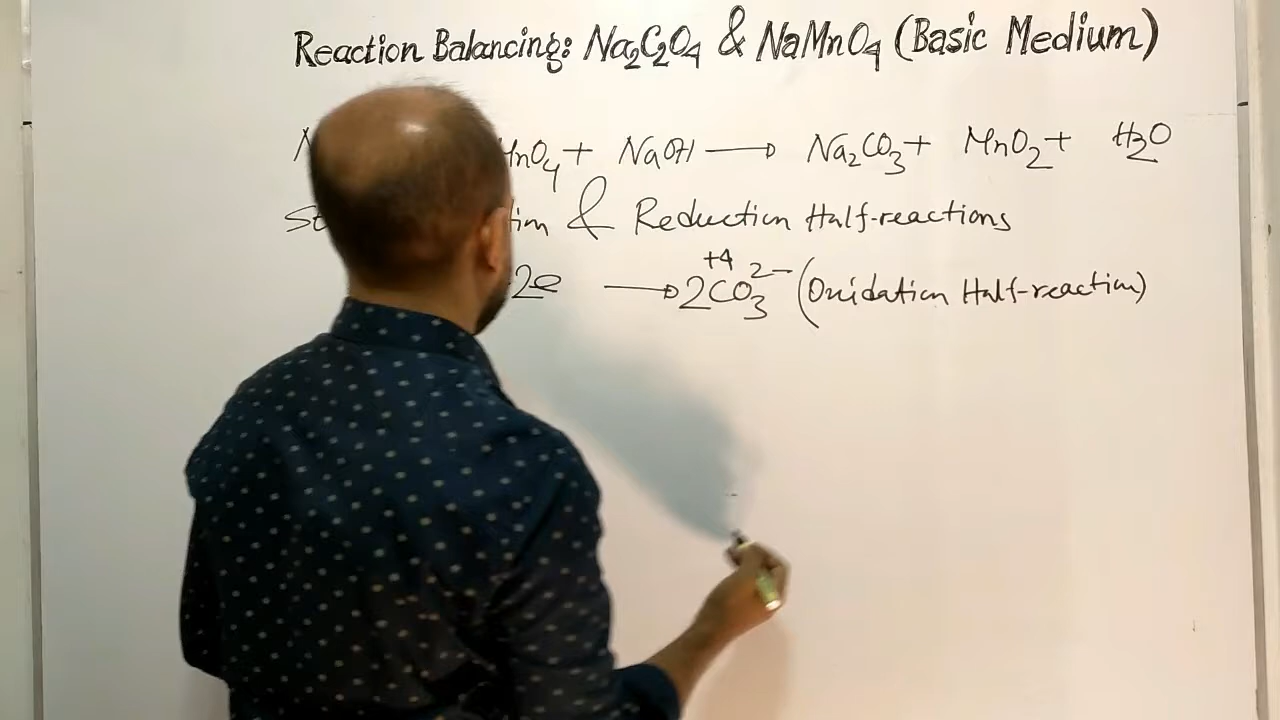 Reaction Balancing: Na₂C₂O₄ & NaMnO₄ (Basic Medium)
MnO₄ + NaOH → Na₂CO₃ + MnO₂ + H₂O
& Reduction Half-reactions
2e → 2CO₃²⁻ +4 (Oxidation Half-reaction)